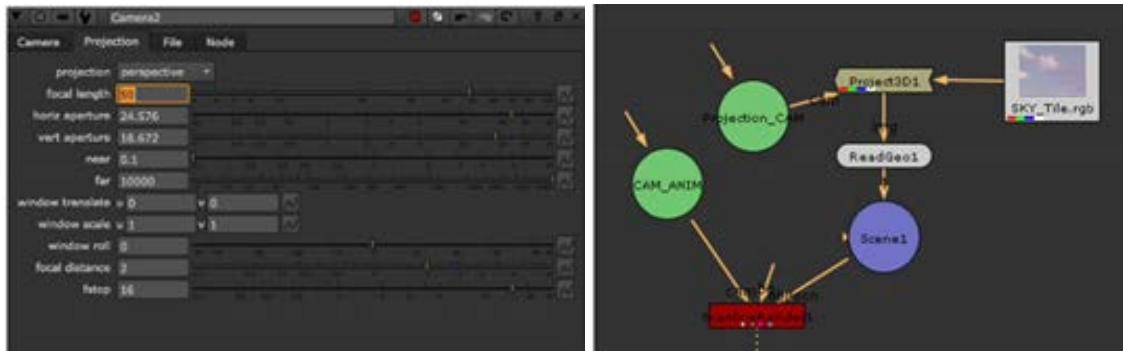 Camera2
Camera Projection File Node
projection perspective
focal length 50
horiz aperture 24.576
vert aperture 18.672
near 0.1
far 10000
window translate u 0 v 0
window scale u 1 v 1
window roll 0
focal distance 2
fstop 16
Project3D1
SKY_Tile.rgb
Projection_CAM
cam
ReadGeo1
CAM_ANIM
Scene1